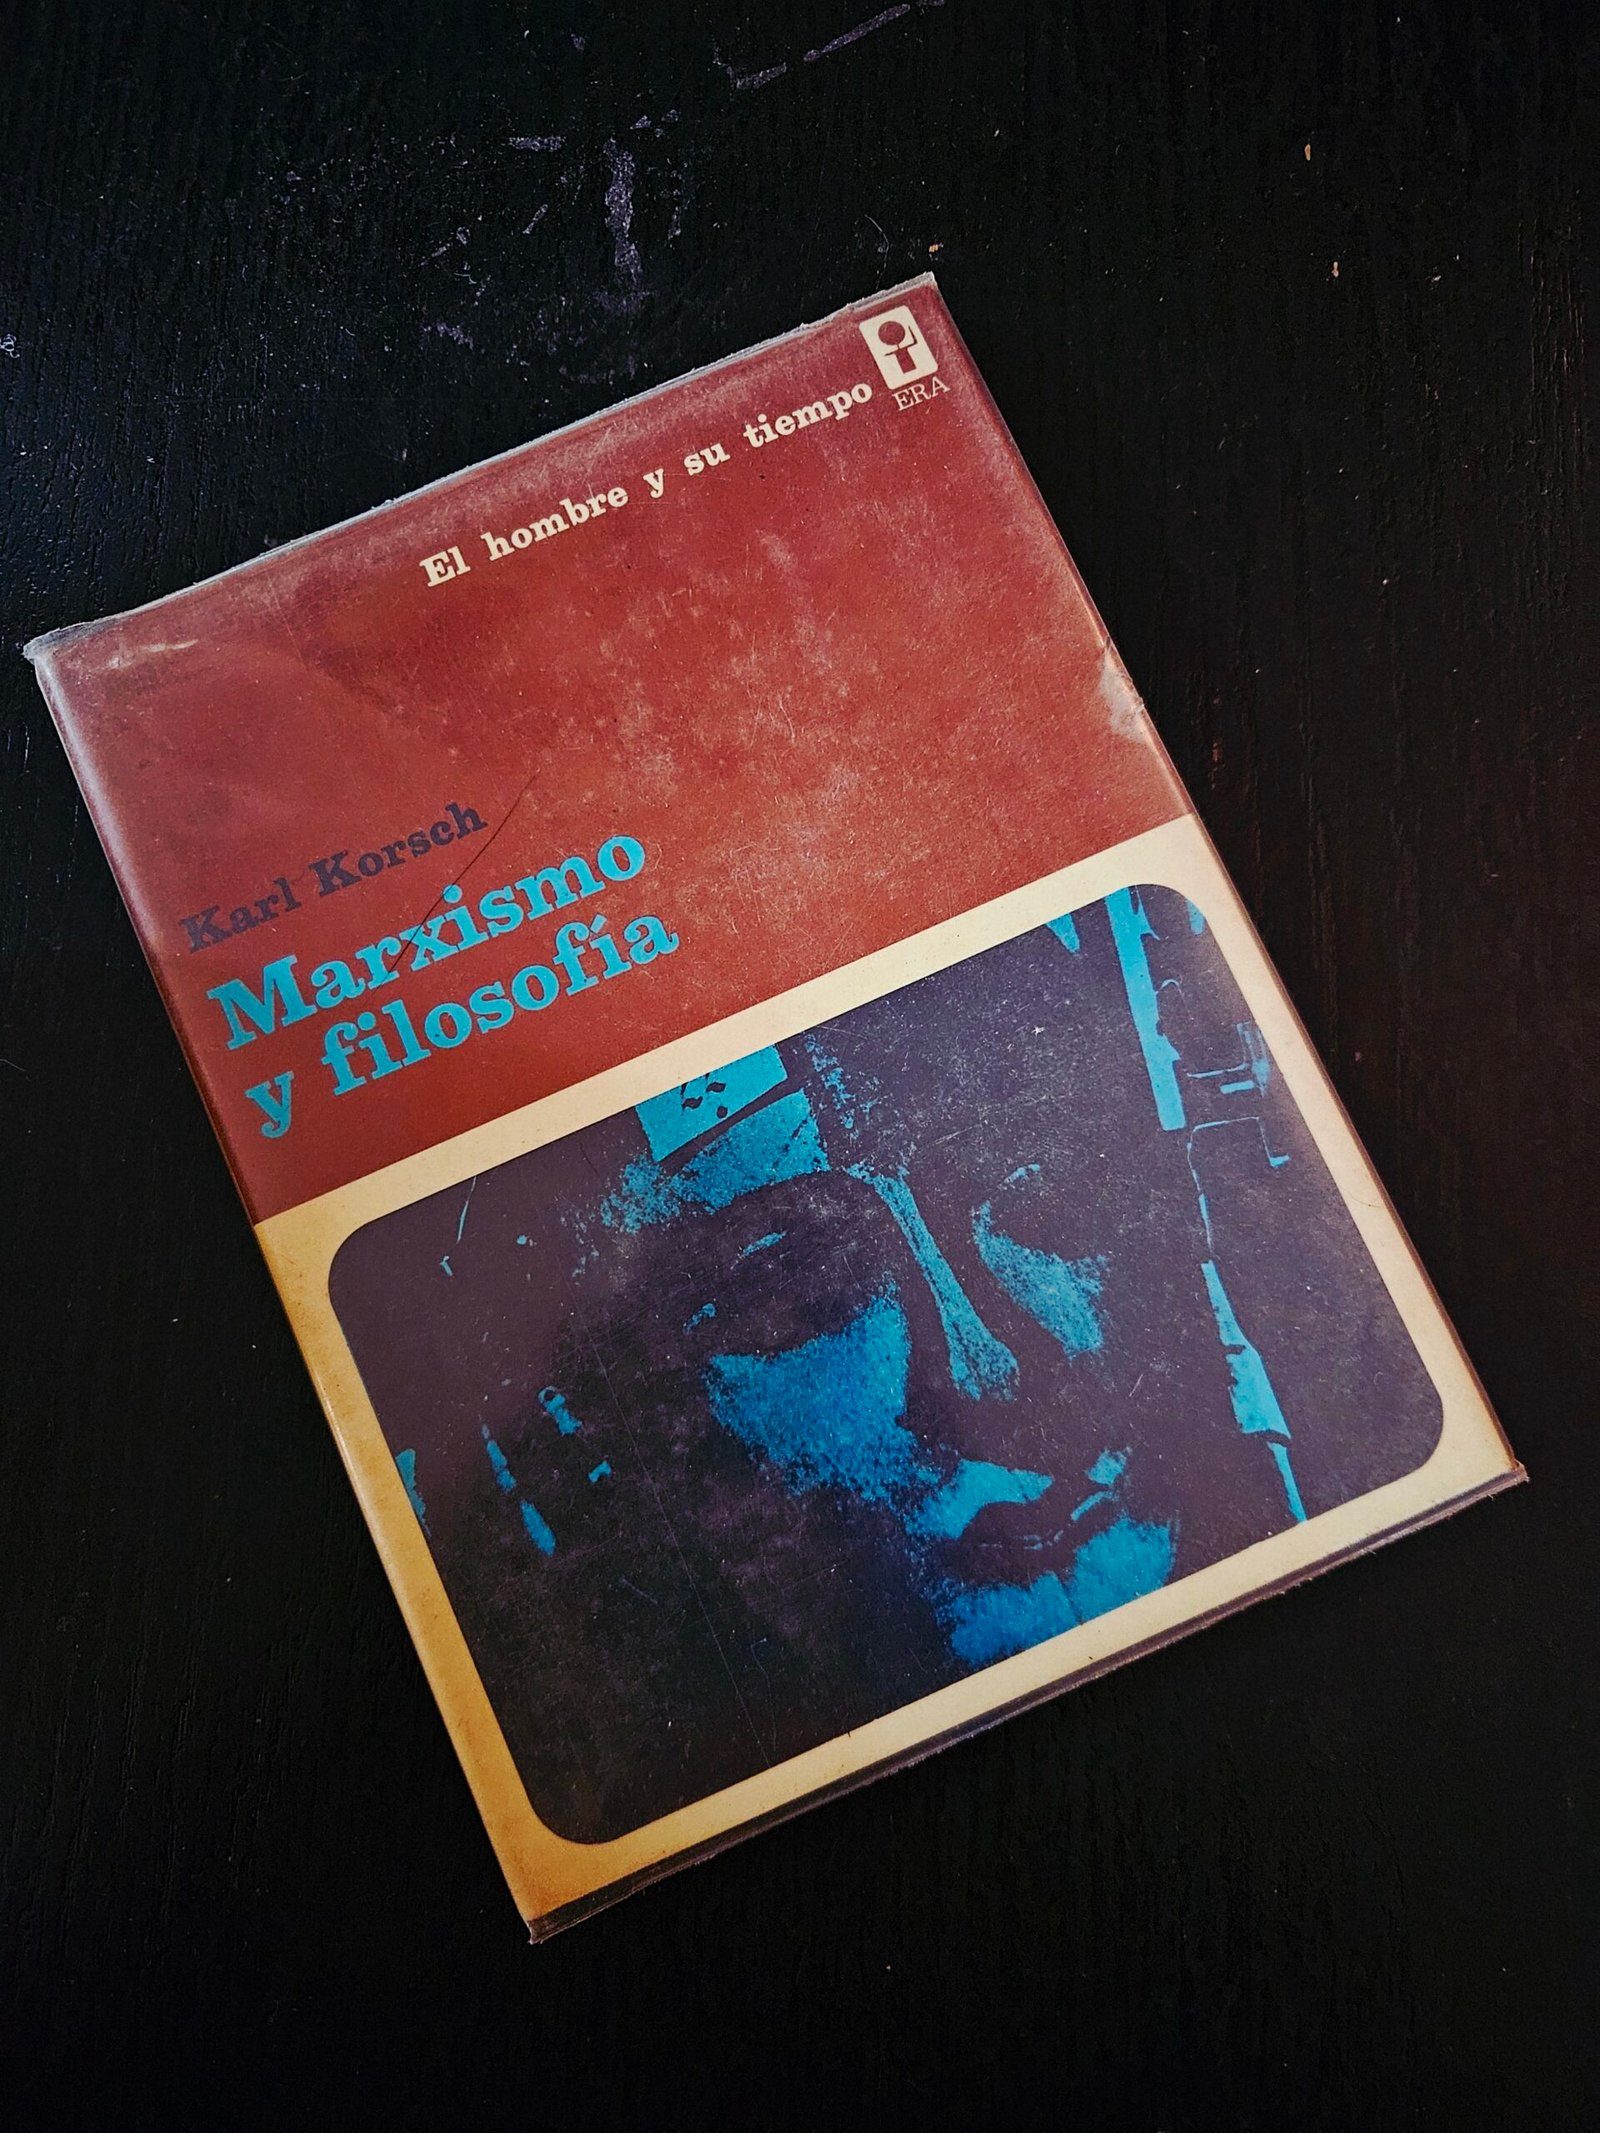 ERA
El hombre y su tiempo
Karl Korsch
Marxismo
y filosofía